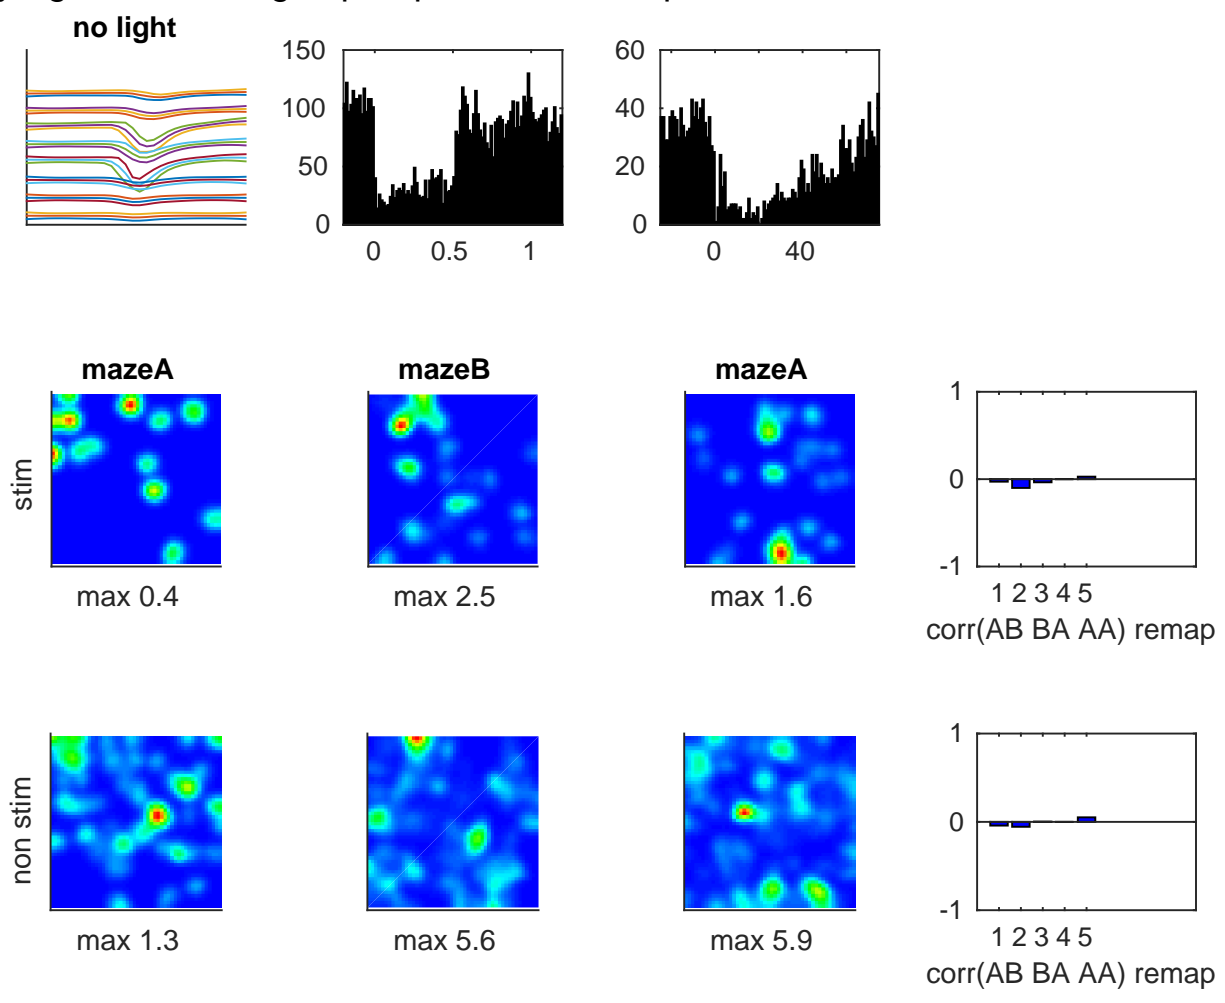 no light
150
100
50
0
0 0.5 1
60
40
20
0
0 40
mazeA mazeB mazeA
stim
max 0.4 max 2.5 max 1.6
1
0
-1
1 2 3 4 5
corr(AB BA AA) remap
non stim
max 1.3 max 5.6 max 5.9
1
0
-1
1 2 3 4 5
corr(AB BA AA) remap